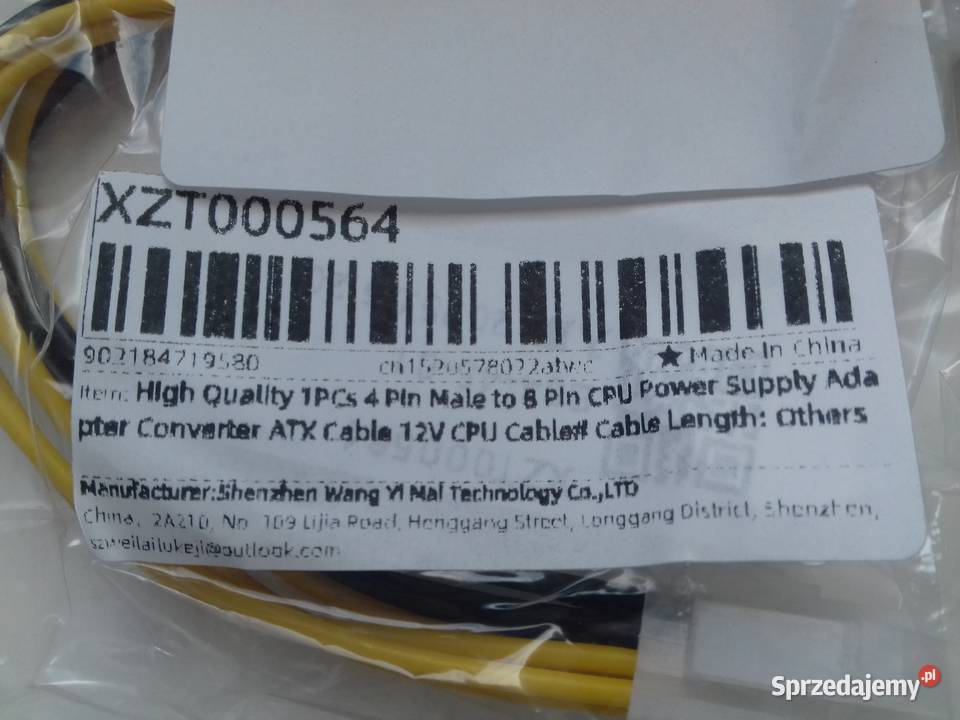 XZT000564
902184719580 ★ Made In China
Item: High Quality 1PCs 4 Pin Male to 8 Pin CPU Power Supply Ada
pter Converter ATX Cable 12V CPU Cable# Cable Length: Others
Manufacturer:Shenzhen Wang Yi Mai Technology Co.,LTD
China, 2A210, No. 109 Lijia Road, Henggang Street, Longgang District, Shenzhen,
szweilailukeji@outlook.com
Sprzedajemy.pl